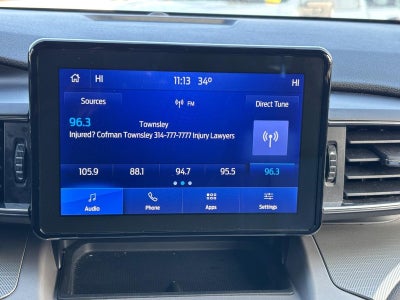 HI 11:13 34° HI
Sources FM Direct Tune
96.3 Townsley
Injured? Cofman Townsley 314-777-7777 Injury Lawyers
105.9 88.1 94.7 95.5 96.3
Audio Phone Apps Settings